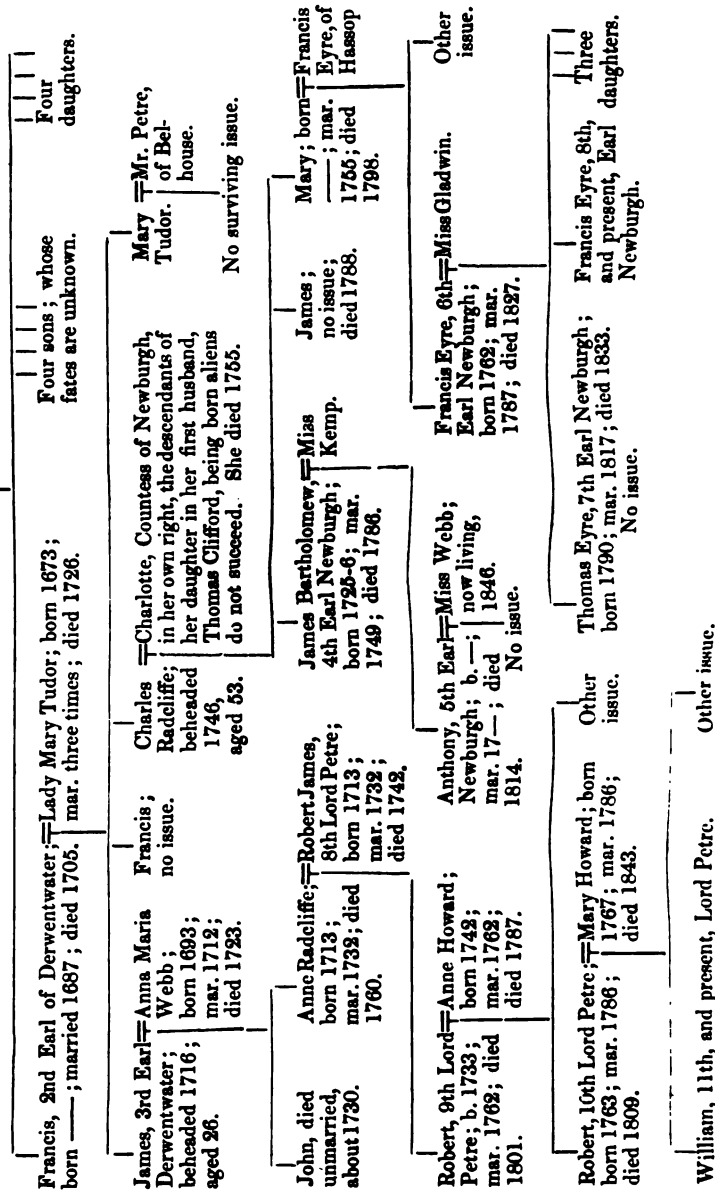 Francis, 2nd Earl of Derwentwater;
born ——; married 1687; died 1705.
Lady Mary Tudor; born 1673;
mar. three times; died 1726.
Four sons; whose
fates are unknown.
Four
daughters.
James, 3rd Earl
Derwentwater;
beheaded 1716;
aged 26.
Anna Maria
Webb;
born 1693;
mar. 1712;
died 1723.
Francis;
no issue.
Charles
Radcliffe;
beheaded
1746,
aged 53.
Charlotte, Countess of Newburgh,
in her own right, the descendants of
her daughter in her first husband,
Thomas Clifford, being born aliens
do not succeed. She died 1755.
Mary
Tudor.
Mr. Petre,
of Bel-
house.
No surviving issue.
John, died
unmarried,
about 1730.
Anne Radcliffe;
born 1713;
mar. 1732; died
1760.
Robert James,
8th Lord Petre;
born 1713;
mar. 1732;
died 1742.
James Bartholomew,
4th Earl Newburgh;
born 1725-6; mar.
1749; died 1786.
Miss
Kemp.
James;
no issue;
died 1788.
Mary; born
——; mar.
1755; died
1798.
Francis
Eyre, of
Hassop
Robert, 9th Lord
Petre; b. 1733;
mar. 1762; died
1801.
Anne Howard;
born 1742;
mar. 1762;
died 1787.
Anthony, 5th Earl
Newburgh; b. —;
mar. 17—; died
1814.
Miss Webb;
now living,
1846.
No issue.
Francis Eyre, 6th
Earl Newburgh;
born 1762; mar.
1787; died 1827.
Miss Gladwin.
Other
issue.
Robert, 10th Lord Petre;
born 1763; mar. 1786;
died 1809.
Mary Howard; born
1767; mar. 1786;
died 1843.
Other
issue.
Thomas Eyre, 7th Earl Newburgh;
born 1790; mar. 1817; died 1833.
No issue.
Francis Eyre, 8th,
and present, Earl
Newburgh.
Three
daughters.
William, 11th, and present, Lord Petre.
Other issue.